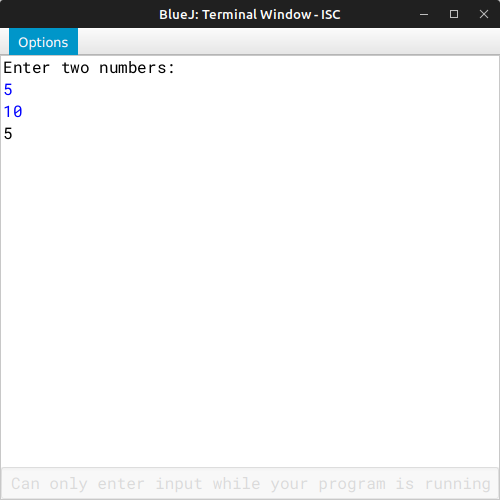 BlueJ: Terminal Window - ISC
Options
Enter two numbers:
5
10
5
Can only enter input while your program is running